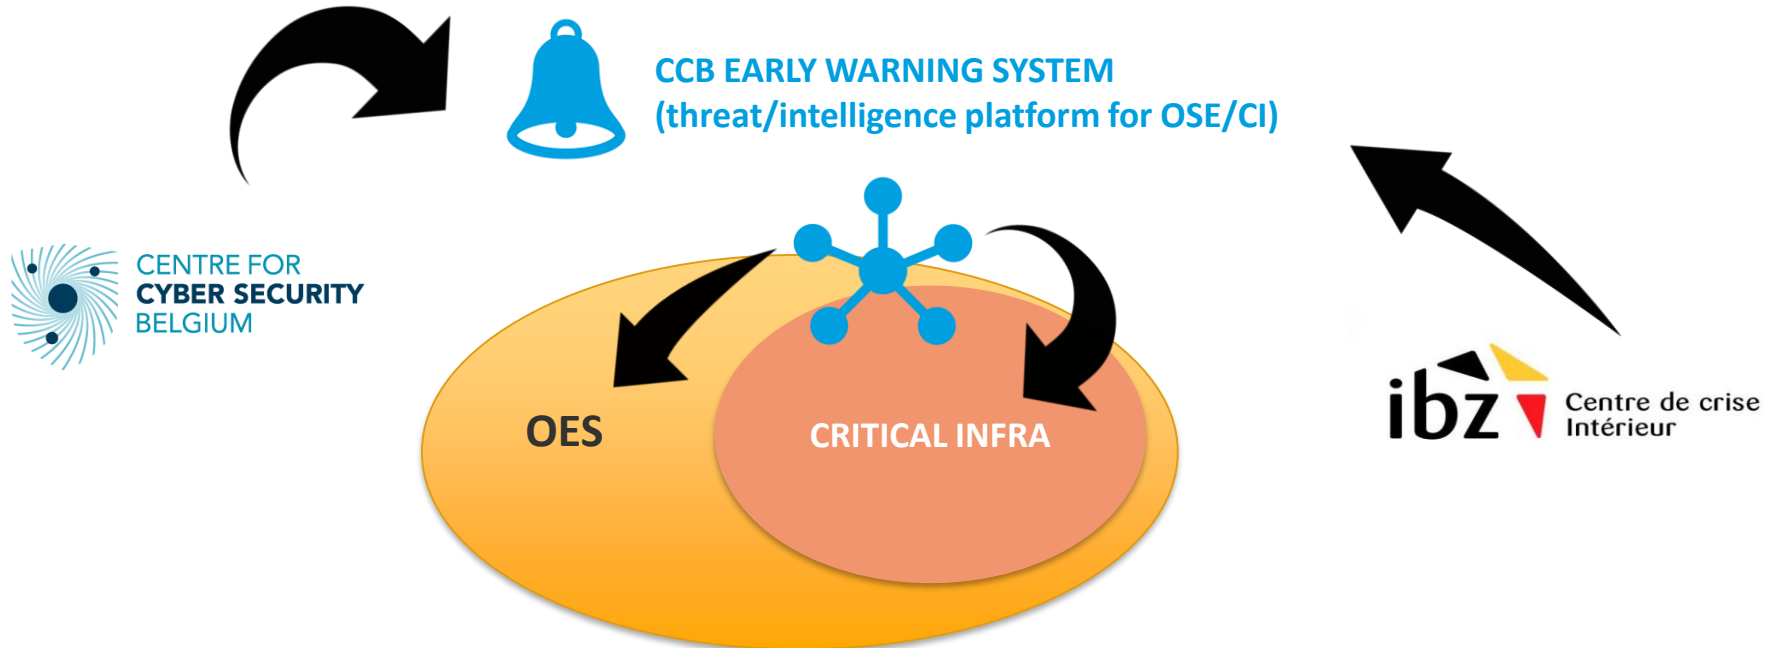 CCB EARLY WARNING SYSTEM
(threat/intelligence platform for OSE/CI)
CENTRE FOR
CYBER SECURITY
BELGIUM
OES
CRITICAL INFRA
ibz
Centre de crise
Intérieur